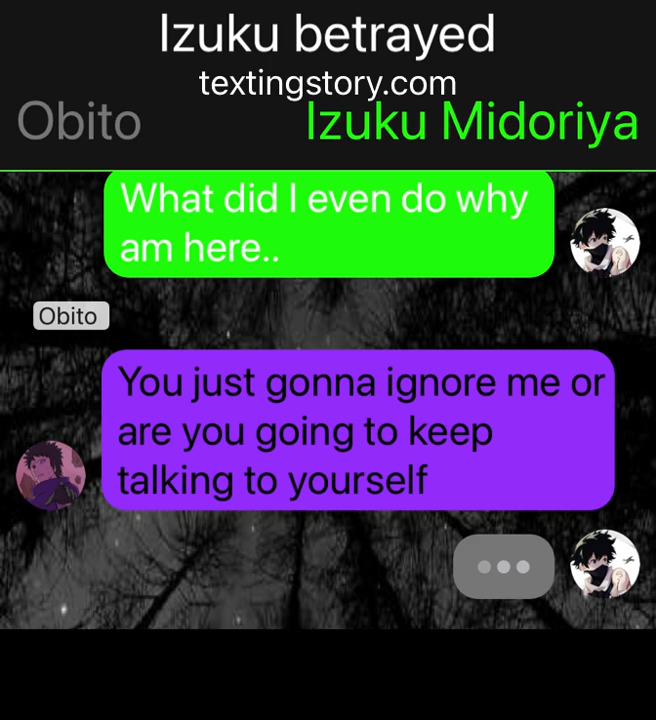 Izuku betrayed
textingstory.com
Obito
Izuku Midoriya
What did I even do why
am here..
Obito
You just gonna ignore me or
are you going to keep
talking to yourself